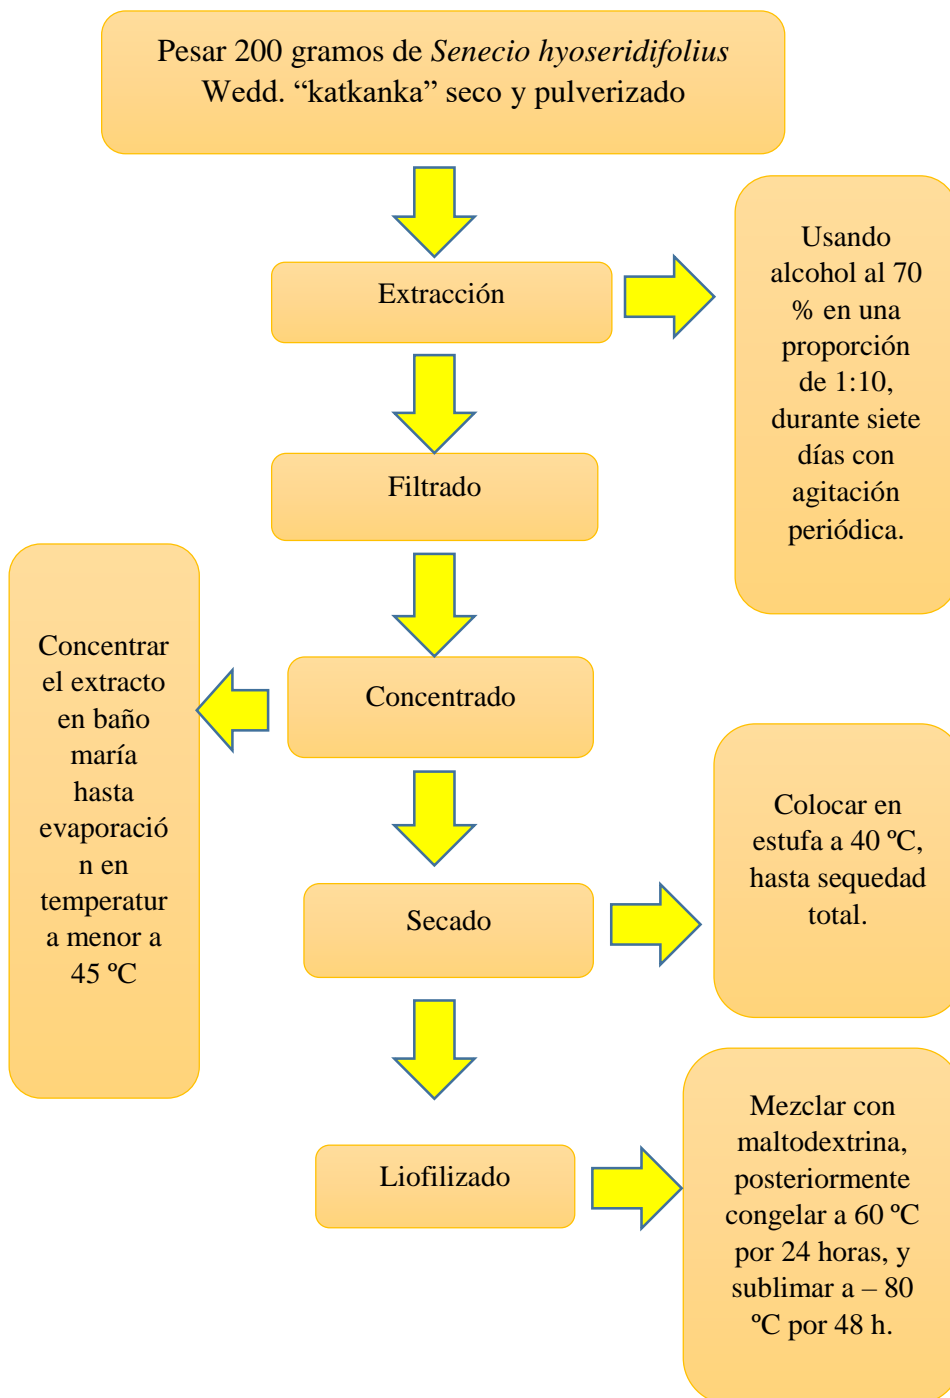 Pesar 200 gramos de Senecio hyoseridifolius
Wedd. “katkanka” seco y pulverizado
Extracción
Usando
alcohol al 70
% en una
proporción
de 1:10,
durante siete
días con
agitación
periódica.
Filtrado
Concentrado
Concentrar
el extracto
en baño
maría
hasta
evaporació
n en
temperatur
a menor a
45 ºC
Secado
Colocar en
estufa a 40 ºC,
hasta sequedad
total.
Liofilizado
Mezclar con
maltodextrina,
posteriormente
congelar a 60 ºC
por 24 horas, y
sublimar a – 80
ºC por 48 h.